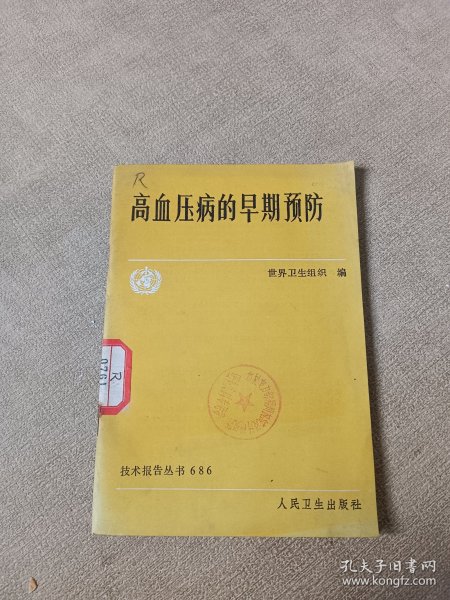 R
高血压病的早期预防
世界卫生组织 编
R
0761
技术报告丛书 686
人民卫生出版社
孔夫子旧书网
www.kongfz.com